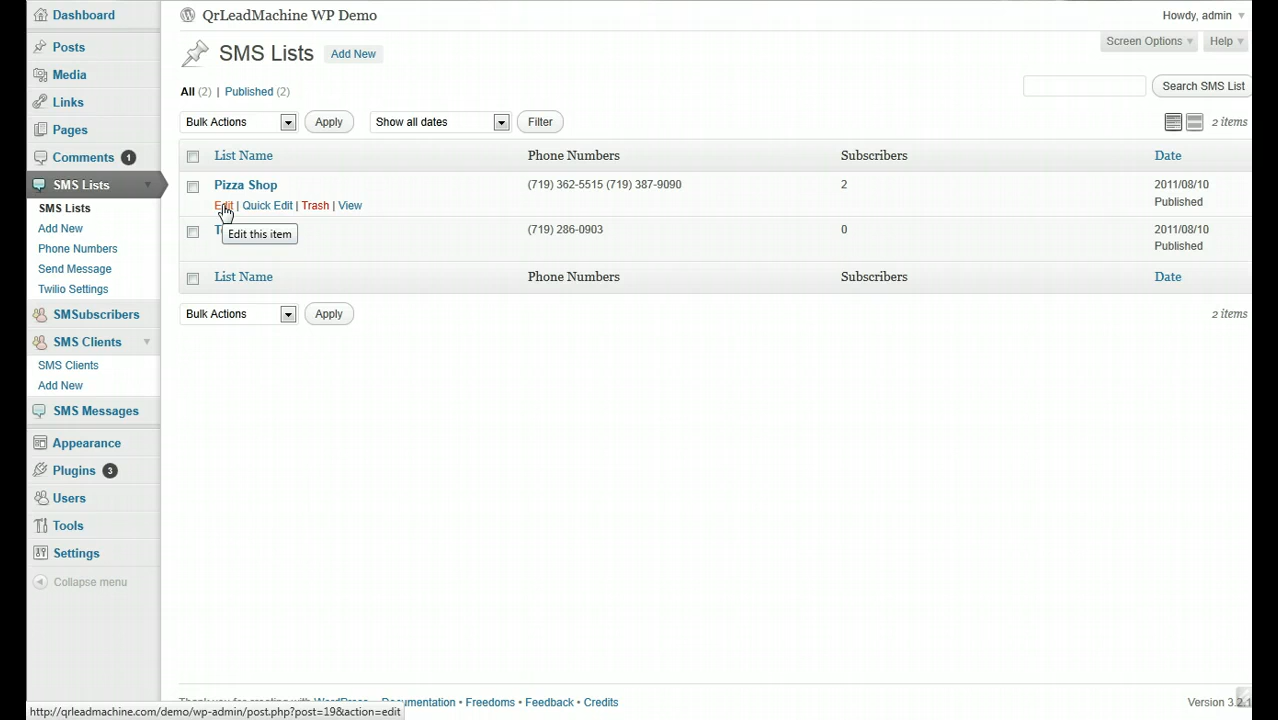 Dashboard
QrLeadMachine WP Demo
Howdy, admin
Posts
SMS Lists Add New
Screen Options
Help
Media
All (2) | Published (2)
Search SMS List
Links
Bulk Actions
Apply
Show all dates
Filter
2 items
Pages
Comments 1
List Name Phone Numbers Subscribers Date
SMS Lists
Pizza Shop (719) 362-5515 (719) 387-9090 2 2011/08/10
Published
Edit | Quick Edit | Trash | View
SMS Lists
Add New
(719) 286-0903 0 2011/08/10
Published
Edit this item
Phone Numbers
Send Message
Twilio Settings
List Name Phone Numbers Subscribers Date
SMSubscribers
Bulk Actions
Apply
2 items
SMS Clients
SMS Clients
Add New
SMS Messages
Appearance
Plugins 3
Users
Tools
Settings
Collapse menu
Documentation • Freedoms • Feedback • Credits
Version 3.2.1
http://qrleadmachine.com/demo/wp-admin/post.php?post=19&action=edit